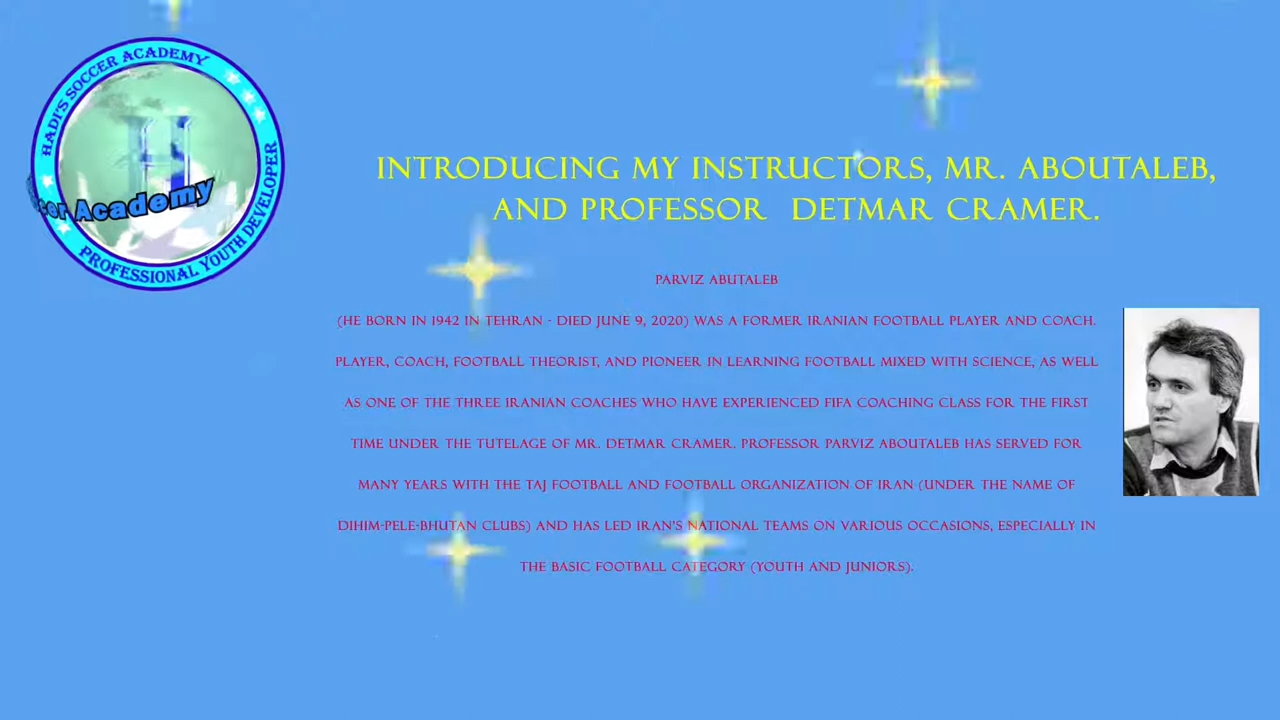 HADI'S SOCCER ACADEMY
H
cer Academy
PROFESSIONAL YOUTH DEVELOPER
INTRODUCING MY INSTRUCTORS, MR. ABOUTALEB,
AND PROFESSOR DETMAR CRAMER.
PARVIZ ABUTALEB
(HE BORN IN 1942 IN TEHRAN - DIED JUNE 9, 2020) WAS A FORMER IRANIAN FOOTBALL PLAYER AND COACH.
PLAYER, COACH, FOOTBALL THEORIST, AND PIONEER IN LEARNING FOOTBALL MIXED WITH SCIENCE, AS WELL
AS ONE OF THE THREE IRANIAN COACHES WHO HAVE EXPERIENCED FIFA COACHING CLASS FOR THE FIRST
TIME UNDER THE TUTELAGE OF MR. DETMAR CRAMER. PROFESSOR PARVIZ ABOUTALEB HAS SERVED FOR
MANY YEARS WITH THE TAJ FOOTBALL AND FOOTBALL ORGANIZATION OF IRAN (UNDER THE NAME OF
DIHIM-PELE-BHUTAN CLUBS) AND HAS LED IRAN'S NATIONAL TEAMS ON VARIOUS OCCASIONS, ESPECIALLY IN
THE BASIC FOOTBALL CATEGORY (YOUTH AND JUNIORS).